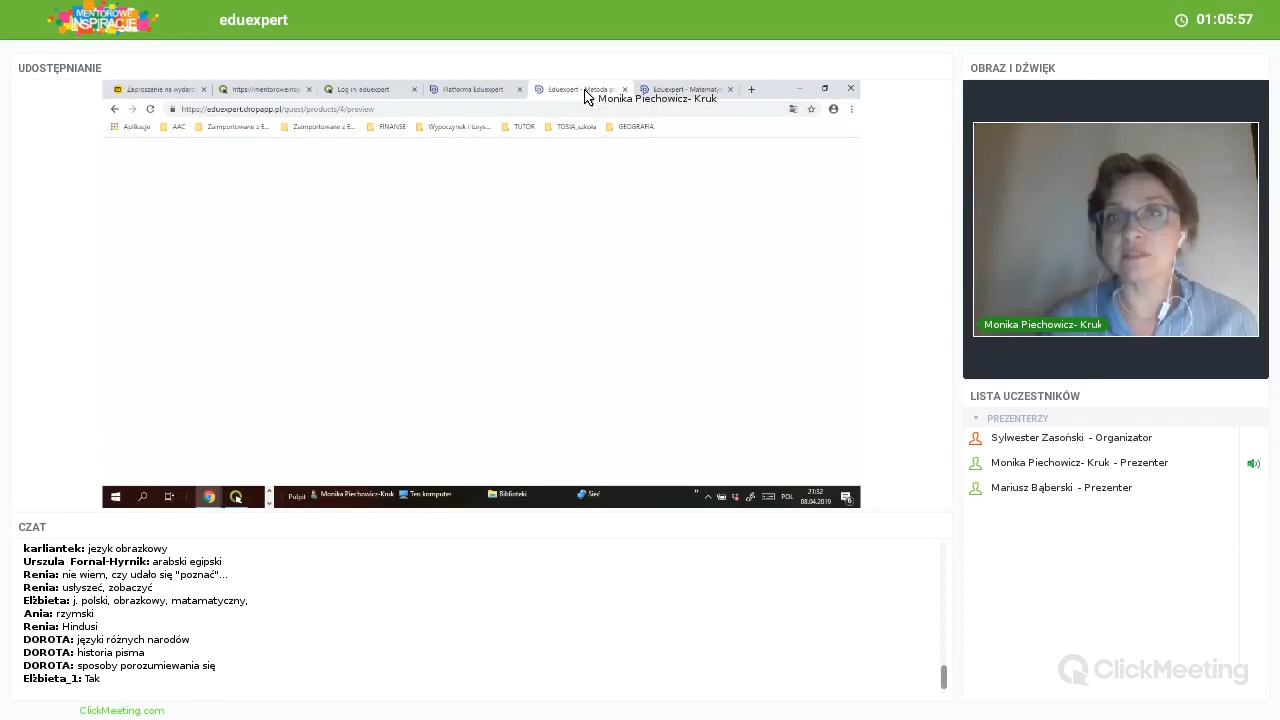 MENTOROWE
INSPIRACJE
eduexpert
01:05:57
UDOSTĘPNIANIE
OBRAZ I DŹWIĘK
Zaproszenie na wydarz
https://mentorowe
Log in eduexpert
Platforma Eduexpert
Eduexpert - Metoda p
Eduexpert - Matematy
Monika Piechowicz- Kruk
https://eduexpert.dropapp.pl/guest/products/4/preview
Aplikacje
AAC
Zaimportowane z E...
Zaimportowane z E...
FINANSE
Wypoczynek i turys...
TUTOR
TOSIA_szkoła
GEOGRAFIA
Monika Piechowicz- Kruk
LISTA UCZESTNIKÓW
PREZENTERZY
Sylwester Zasoński - Organizator
Monika Piechowicz- Kruk - Prezenter
Mariusz Bąberski - Prezenter
Pulpit
Monika Piechowicz-Kruk
Ten komputer
Biblioteki
Sieć
POL
21:32
08.04.2019
CZAT
karliantek: język obrazkowy
Urszula Fornal-Hyrnik: arabski egipski
Renia: nie wiem, czy udało się "poznać"...
Renia: usłyszeć, zobaczyć
Elżbieta: j. polski, obrazkowy, matamatyczny,
Ania: rzymski
Renia: Hindusi
DOROTA: języki różnych narodów
DOROTA: historia pisma
DOROTA: sposoby porozumiewania się
Elżbieta_1: Tak
ClickMeeting
ClickMeeting.com